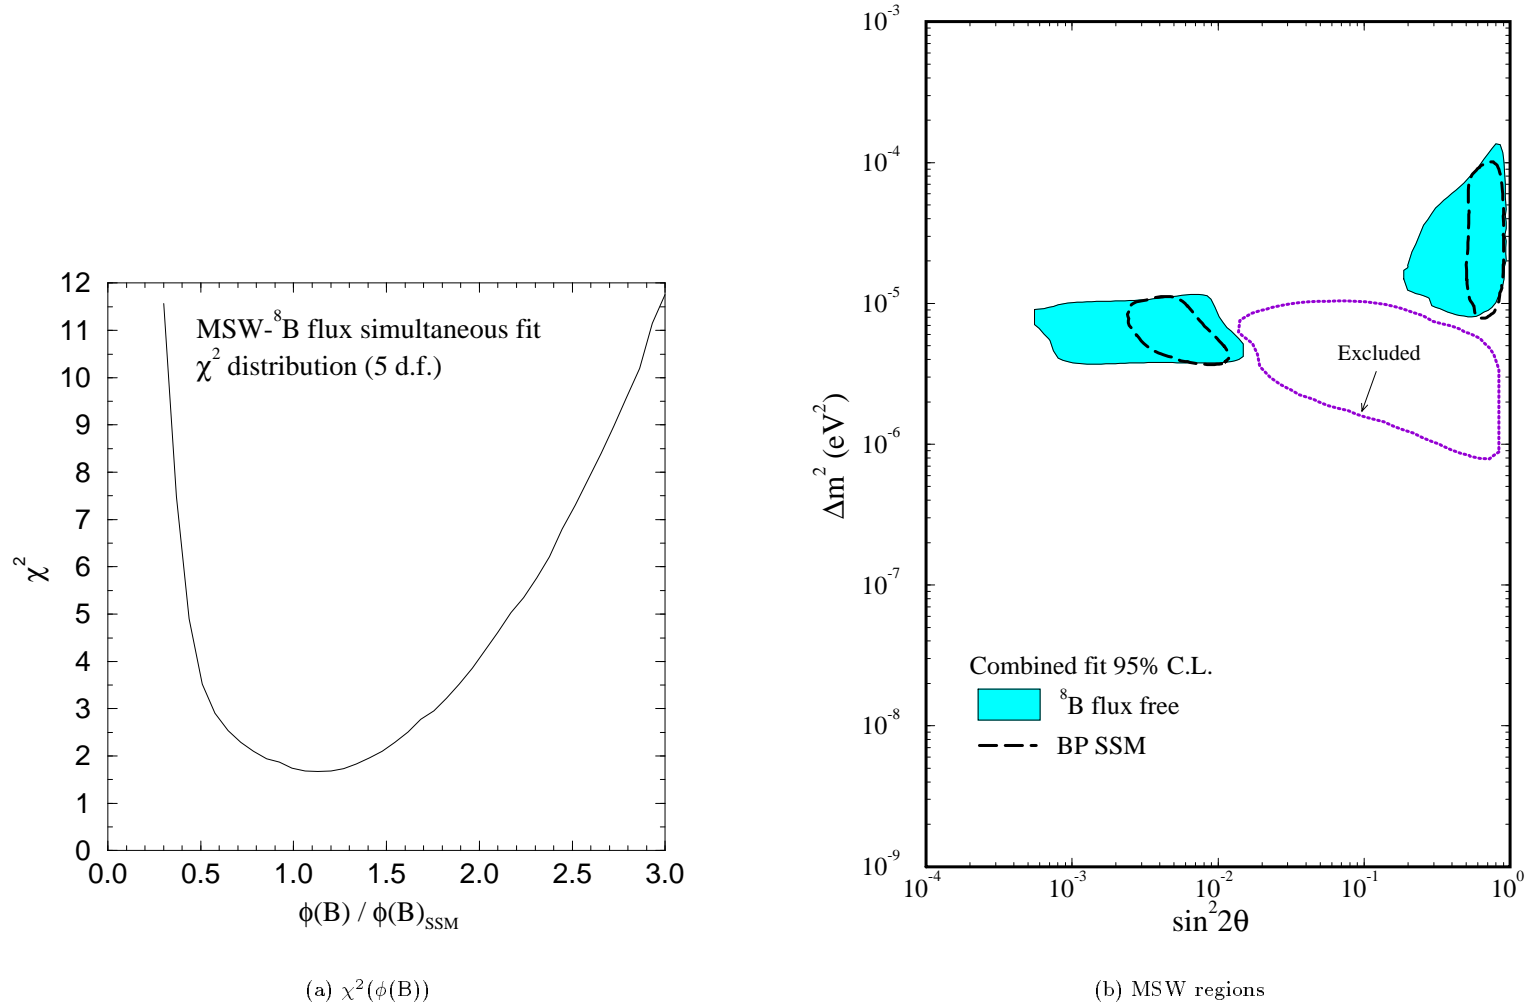 12
11
10
9
8
7
6
5
4
3
2
1
0
χ²
MSW-⁸B flux simultaneous fit
χ² distribution (5 d.f.)
0.0 0.5 1.0 1.5 2.0 2.5 3.0
ϕ(B) / ϕ(B)SSM
(a) χ²(ϕ(B))
10⁻³
10⁻⁴
10⁻⁵
10⁻⁶
10⁻⁷
10⁻⁸
10⁻⁹
Δm² (eV²)
Excluded
Combined fit 95% C.L.
⁸B flux free
BP SSM
10⁻⁴ 10⁻³ 10⁻² 10⁻¹ 10⁰
sin²2θ
(b) MSW regions